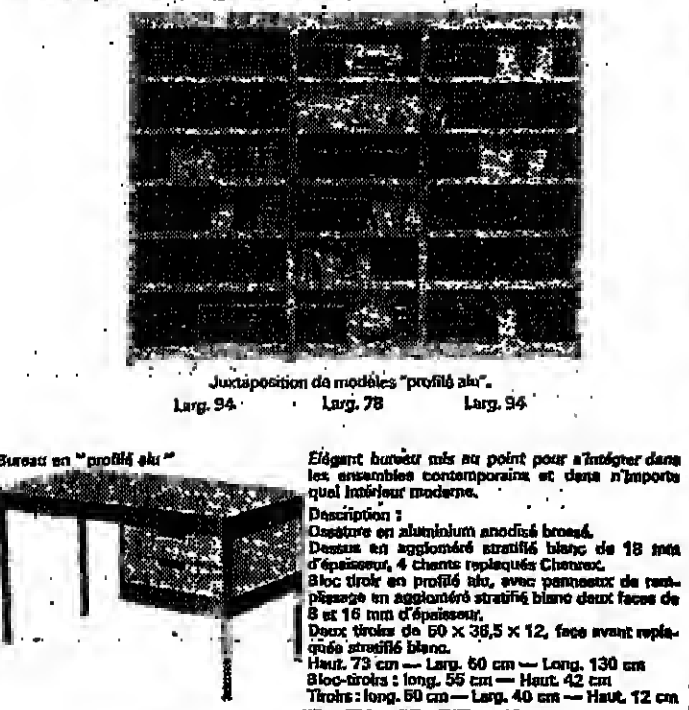 Juxtaposition de modèles "profilé alu".
Larg. 94 Larg. 78 Larg. 94
Bureau en "profilé alu"
Elégant bureau mis au point pour s'intégrer dans
les ensembles contemporains et dans n'importe
quel intérieur moderne.
Description :
Ossature en aluminium anodisé brossé.
Dessus en aggloméré stratifié blanc de 18 mm
d'épaisseur, 4 chants replaqués
Bloc tiroir en profilé alu, avec panneaux de rem-
plissage en aggloméré stratifié blanc deux faces de
8 et 16 mm d'épaisseur.
Deux tiroirs de 50 × 36,5 × 12, face avant repla-
quée stratifié blanc.
Haut. 73 cm — Larg. 60 cm — Long. 130 cm
Bloc-tiroirs : long. 55 cm — Haut. 42 cm
Tiroirs : long. 50 cm — Larg. 40 cm — Haut. 12 cm